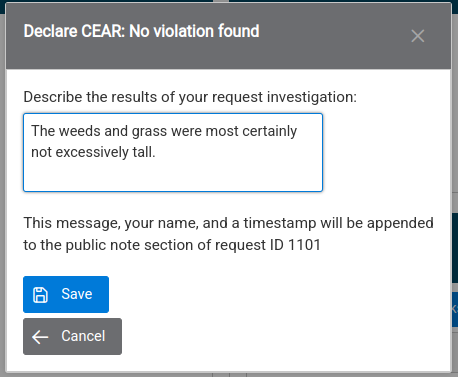 Declare CEAR: No violation found
Describe the results of your request investigation:
The weeds and grass were most certainly
not excessively tall.
This message, your name, and a timestamp will be appended
to the public note section of request ID 1101
Save
Cancel